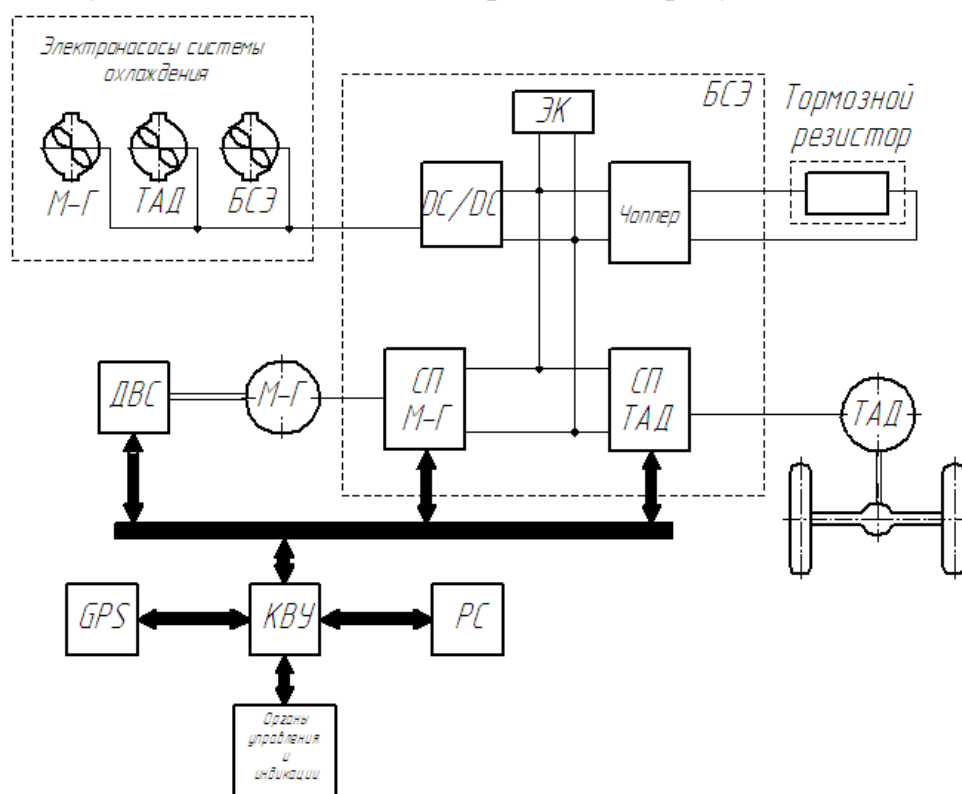 Электронасосы системы
охлаждения
М-Г
ТАД
БСЭ
БСЭ
ЭК
DC/DC
Чоппер
Тормозной
резистор
ДВС
М-Г
СП
М-Г
СП
ТАД
ТАД
GPS
КВУ
PC
Органы
управления
и
индикации